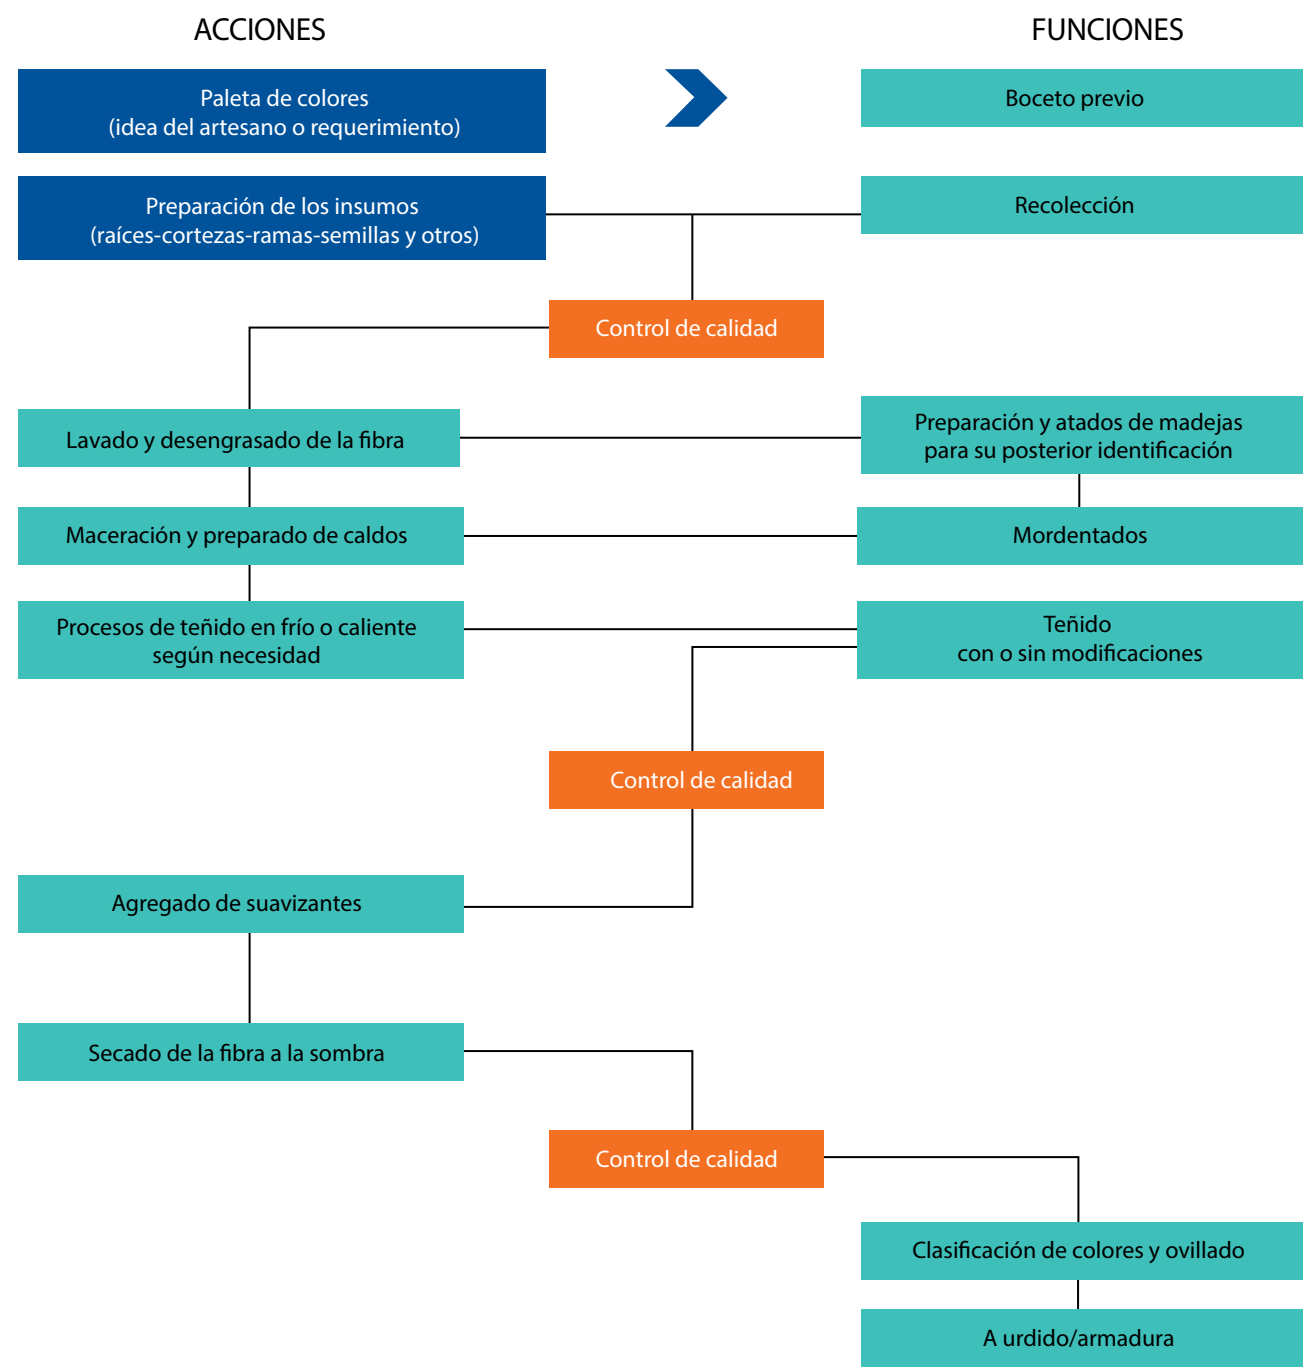 ACCIONES
FUNCIONES
Paleta de colores
(idea del artesano o requerimiento)
Boceto previo
Preparación de los insumos
(raíces-cortezas-ramas-semillas y otros)
Recolección
Control de calidad
Lavado y desengrasado de la fibra
Preparación y atados de madejas
para su posterior identificación
Maceración y preparado de caldos
Mordentados
Procesos de teñido en frío o caliente
según necesidad
Teñido
con o sin modificaciones
Control de calidad
Agregado de suavizantes
Secado de la fibra a la sombra
Control de calidad
Clasificación de colores y ovillado
A urdido/armadura